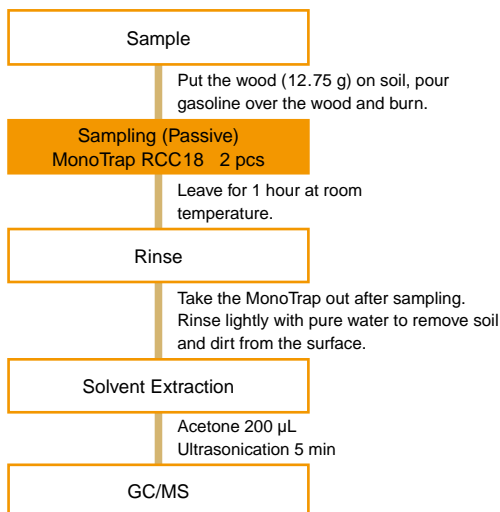 Sample
Put the wood (12.75 g) on soil, pour
gasoline over the wood and burn.
Sampling (Passive)
MonoTrap RCC18 2 pcs
Leave for 1 hour at room
temperature.
Rinse
Take the MonoTrap out after sampling.
Rinse lightly with pure water to remove soil
and dirt from the surface.
Solvent Extraction
Acetone 200 µL
Ultrasonication 5 min
GC/MS